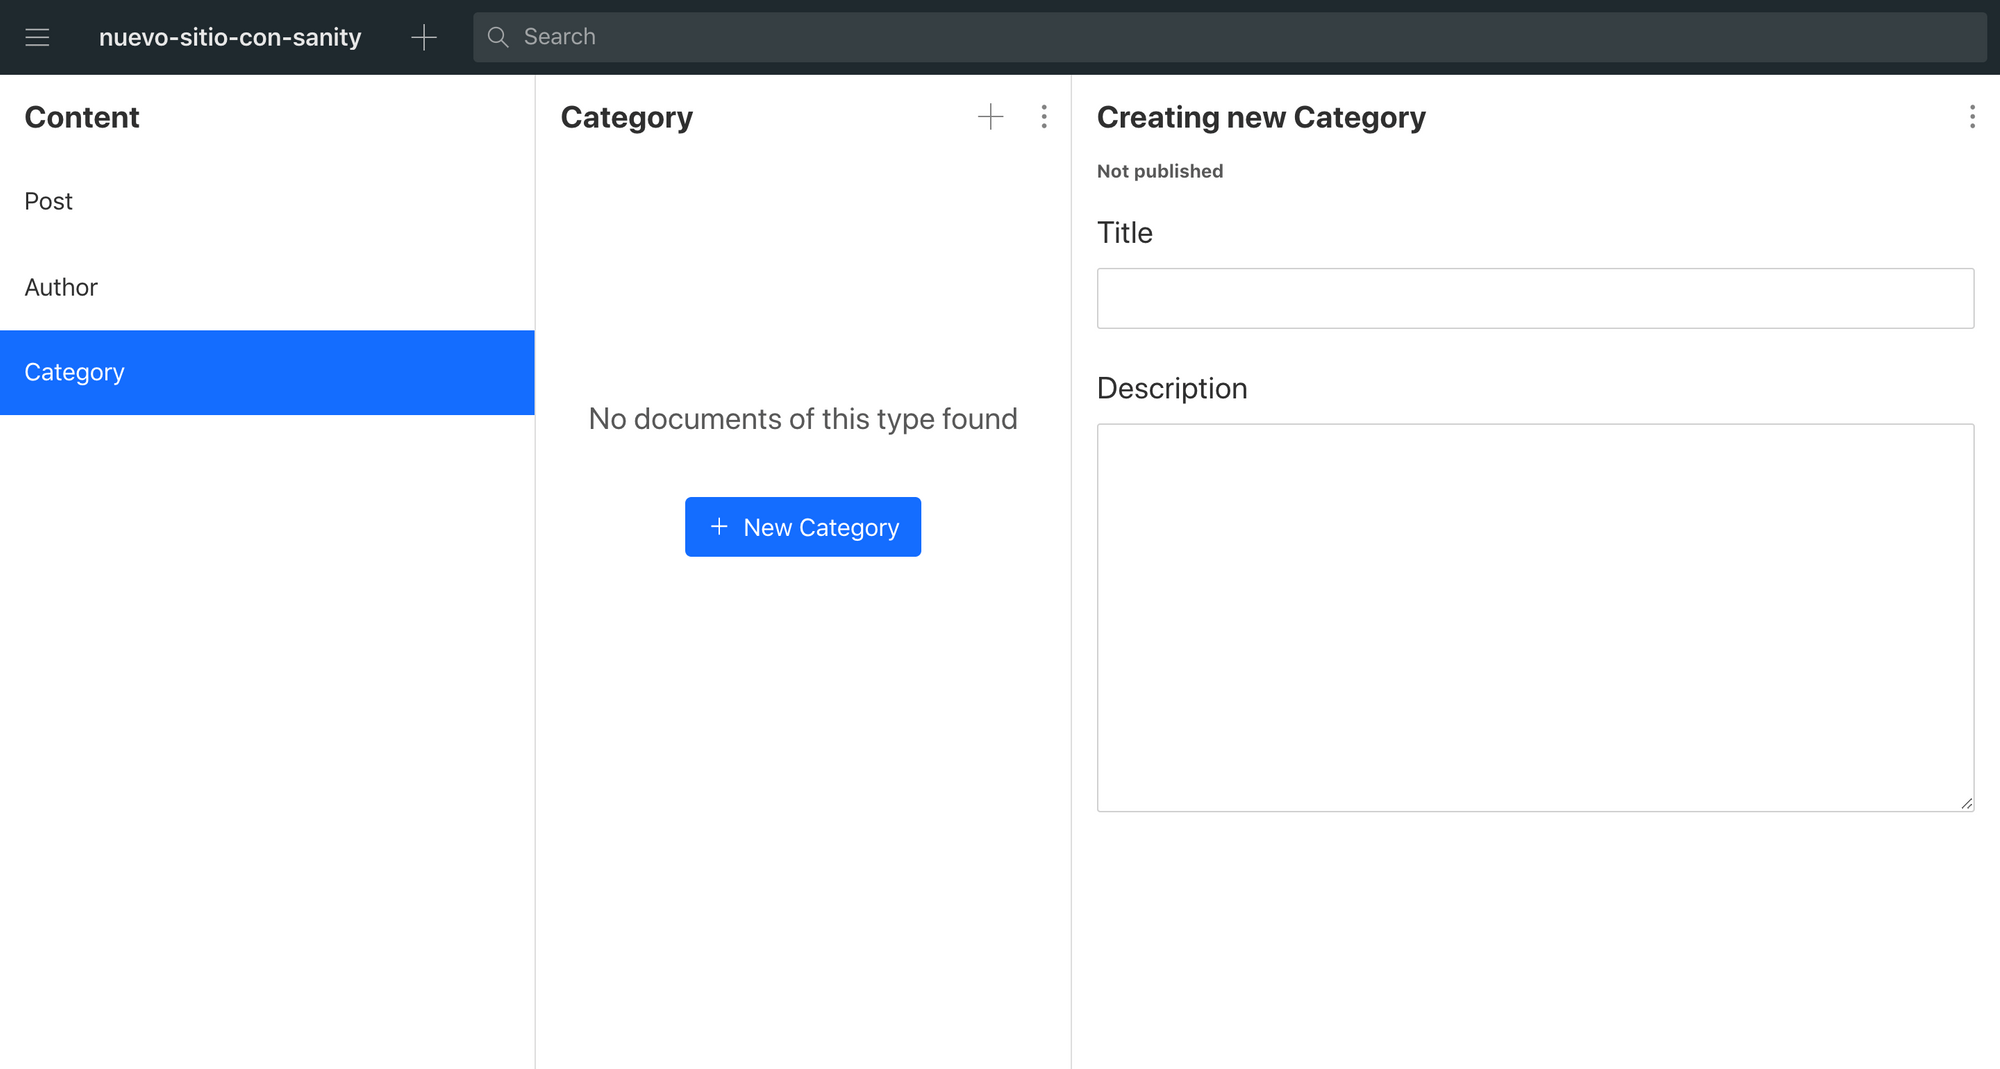 nuevo-sitio-con-sanity
Search
Content
Post
Author
Category
Category
No documents of this type found
New Category
Creating new Category
Not published
Title
Description